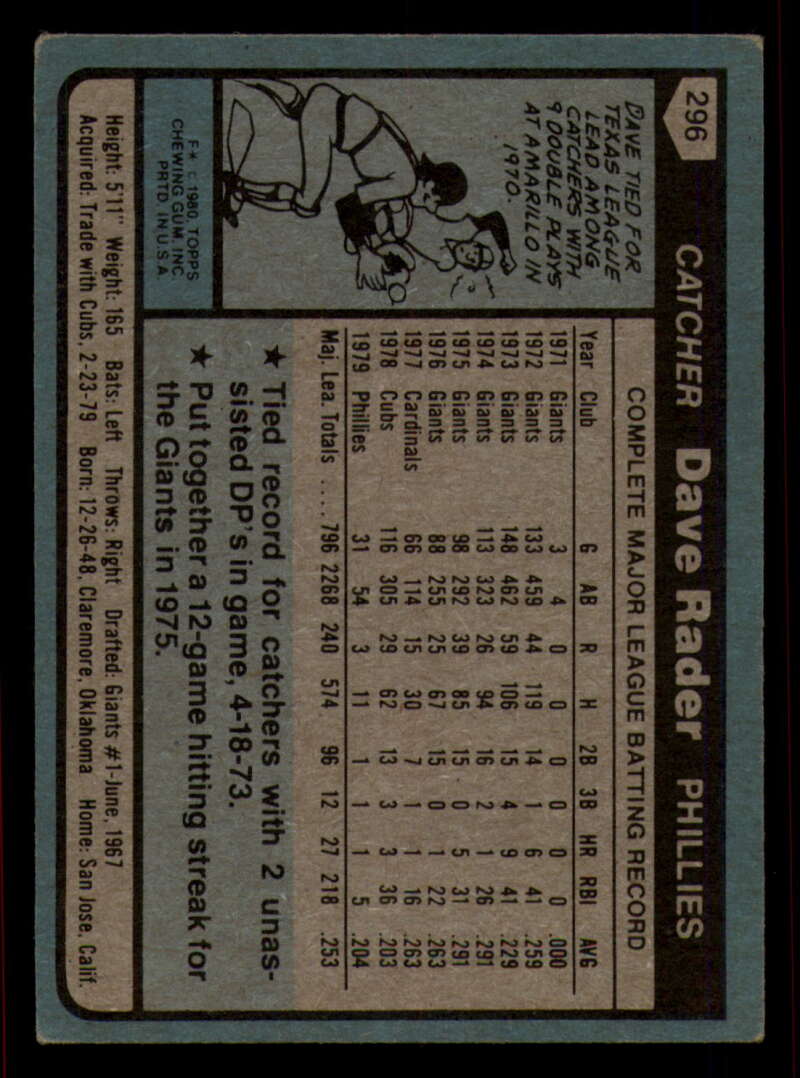 296
CATCHER Dave Rader PHILLIES
DAVE TIED FOR
TEXAS LEAGUE
LEAD AMONG
CATCHERS WITH
9 DOUBLE PLAYS
AT AMARILLO IN
1970.
F* © 1980. TOPPS
CHEWING GUM, INC.
PRTD. IN U.S.A.
COMPLETE MAJOR LEAGUE BATTING RECORD
Year Club G AB R H 2B 3B HR RBI AVG
1971 Giants 3 4 0 0 0 0 0 0 .000
1972 Giants 133 459 44 119 14 1 6 41 .259
1973 Giants 148 462 59 106 15 4 9 41 .229
1974 Giants 113 323 26 94 16 2 1 26 .291
1975 Giants 98 292 39 85 15 0 5 31 .291
1976 Giants 88 255 25 67 15 0 1 22 .263
1977 Cardinals 66 114 15 30 7 1 1 16 .263
1978 Cubs 116 305 29 62 13 3 3 36 .203
1979 Phillies 31 54 3 11 1 1 1 5 .204
Maj. Lea. Totals .... 796 2268 240 574 96 12 27 218 .253
★ Tied record for catchers with 2 unas-
sisted DP's in game, 4-18-73.
★ Put together a 12-game hitting streak for
the Giants in 1975.
Height: 5'11" Weight: 165 Bats: Left Throws: Right Drafted: Giants #1-June, 1967
Acquired: Trade with Cubs, 2-23-79 Born: 12-26-48, Claremore, Oklahoma Home: San Jose, Calif.